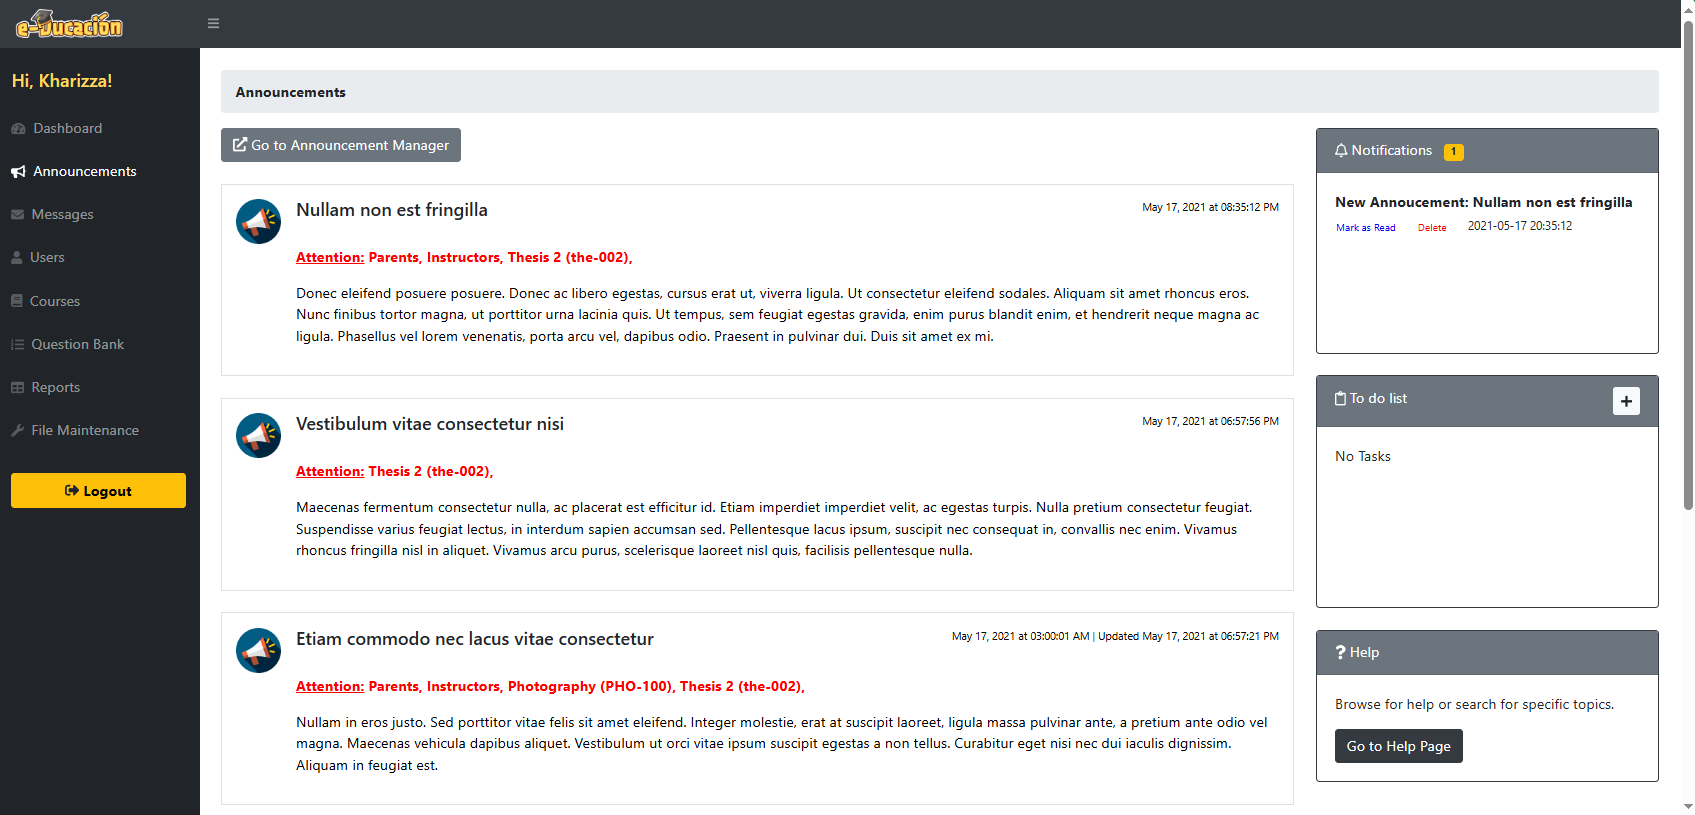 e-Ducación
Hi, Kharizza!
Dashboard
Announcements
Messages
Users
Courses
Question Bank
Reports
File Maintenance
Logout
Announcements
Go to Announcement Manager
Nullam non est fringilla
May 17, 2021 at 08:35:12 PM
Attention: Parents, Instructors, Thesis 2 (the-002),
Donec eleifend posuere posuere. Donec ac libero egestas, cursus erat ut, viverra ligula. Ut consectetur eleifend sodales. Aliquam sit amet rhoncus eros.
Nunc finibus tortor magna, ut porttitor urna lacinia quis. Ut tempus, sem feugiat egestas gravida, enim purus blandit enim, et hendrerit neque magna ac
ligula. Phasellus vel lorem venenatis, porta arcu vel, dapibus odio. Praesent in pulvinar dui. Duis sit amet ex mi.
Vestibulum vitae consectetur nisi
May 17, 2021 at 06:57:56 PM
Attention: Thesis 2 (the-002),
Maecenas fermentum consectetur nulla, ac placerat est efficitur id. Etiam imperdiet imperdiet velit, ac egestas turpis. Nulla pretium consectetur feugiat.
Suspendisse varius feugiat lectus, in interdum sapien accumsan sed. Pellentesque lacus ipsum, suscipit nec consequat in, convallis nec enim. Vivamus
rhoncus fringilla nisl in aliquet. Vivamus arcu purus, scelerisque laoreet nisl quis, facilisis pellentesque nulla.
Etiam commodo nec lacus vitae consectetur
May 17, 2021 at 03:00:01 AM | Updated May 17, 2021 at 06:57:21 PM
Attention: Parents, Instructors, Photography (PHO-100), Thesis 2 (the-002),
Nullam in eros justo. Sed porttitor vitae felis sit amet eleifend. Integer molestie, erat at suscipit laoreet, ligula massa pulvinar ante, a pretium ante odio vel
magna. Maecenas vehicula dapibus aliquet. Vestibulum ut orci vitae ipsum suscipit egestas a non tellus. Curabitur eget nisi nec dui iaculis dignissim.
Aliquam in feugiat est.
Notifications 1
New Annoucement: Nullam non est fringilla
Mark as Read Delete 2021-05-17 20:35:12
To do list
No Tasks
Help
Browse for help or search for specific topics.
Go to Help Page